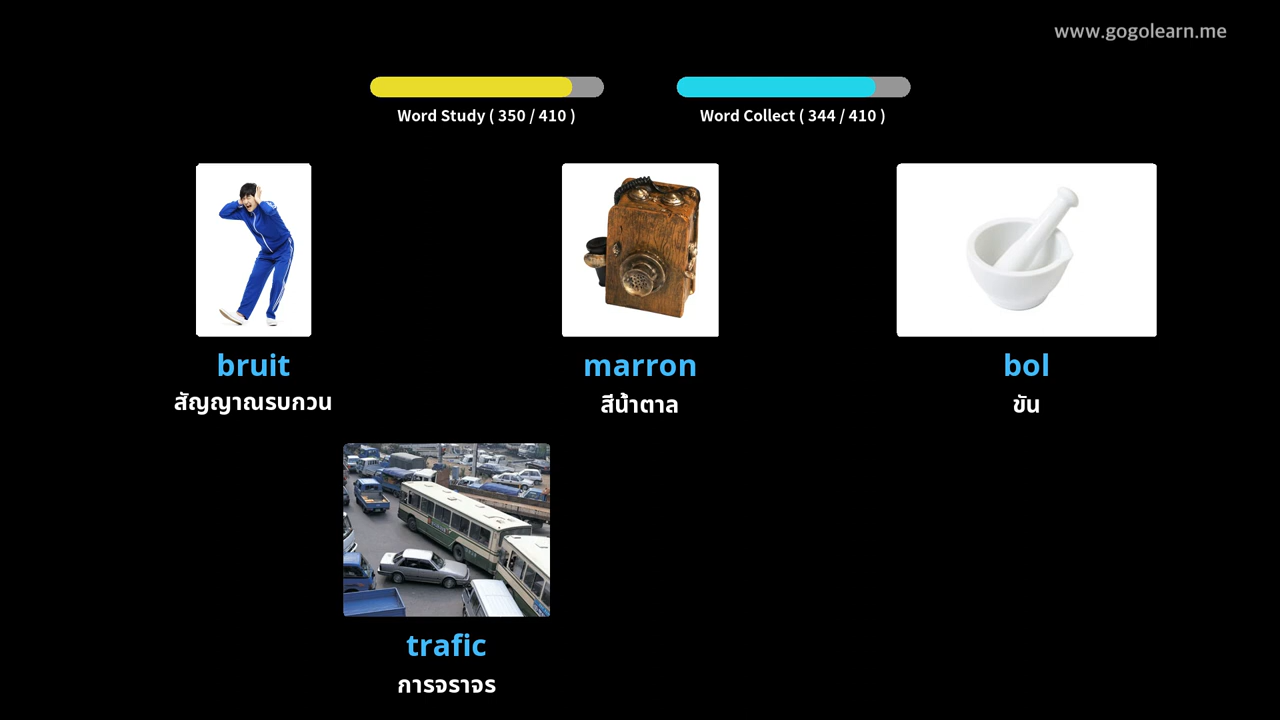 www.gogolearn.me
Word Study ( 350 / 410 )
Word Collect ( 344 / 410 )
bruit
สัญญาณรบกวน
marron
สีน้ำตาล
bol
ขัน
trafic
การจราจร